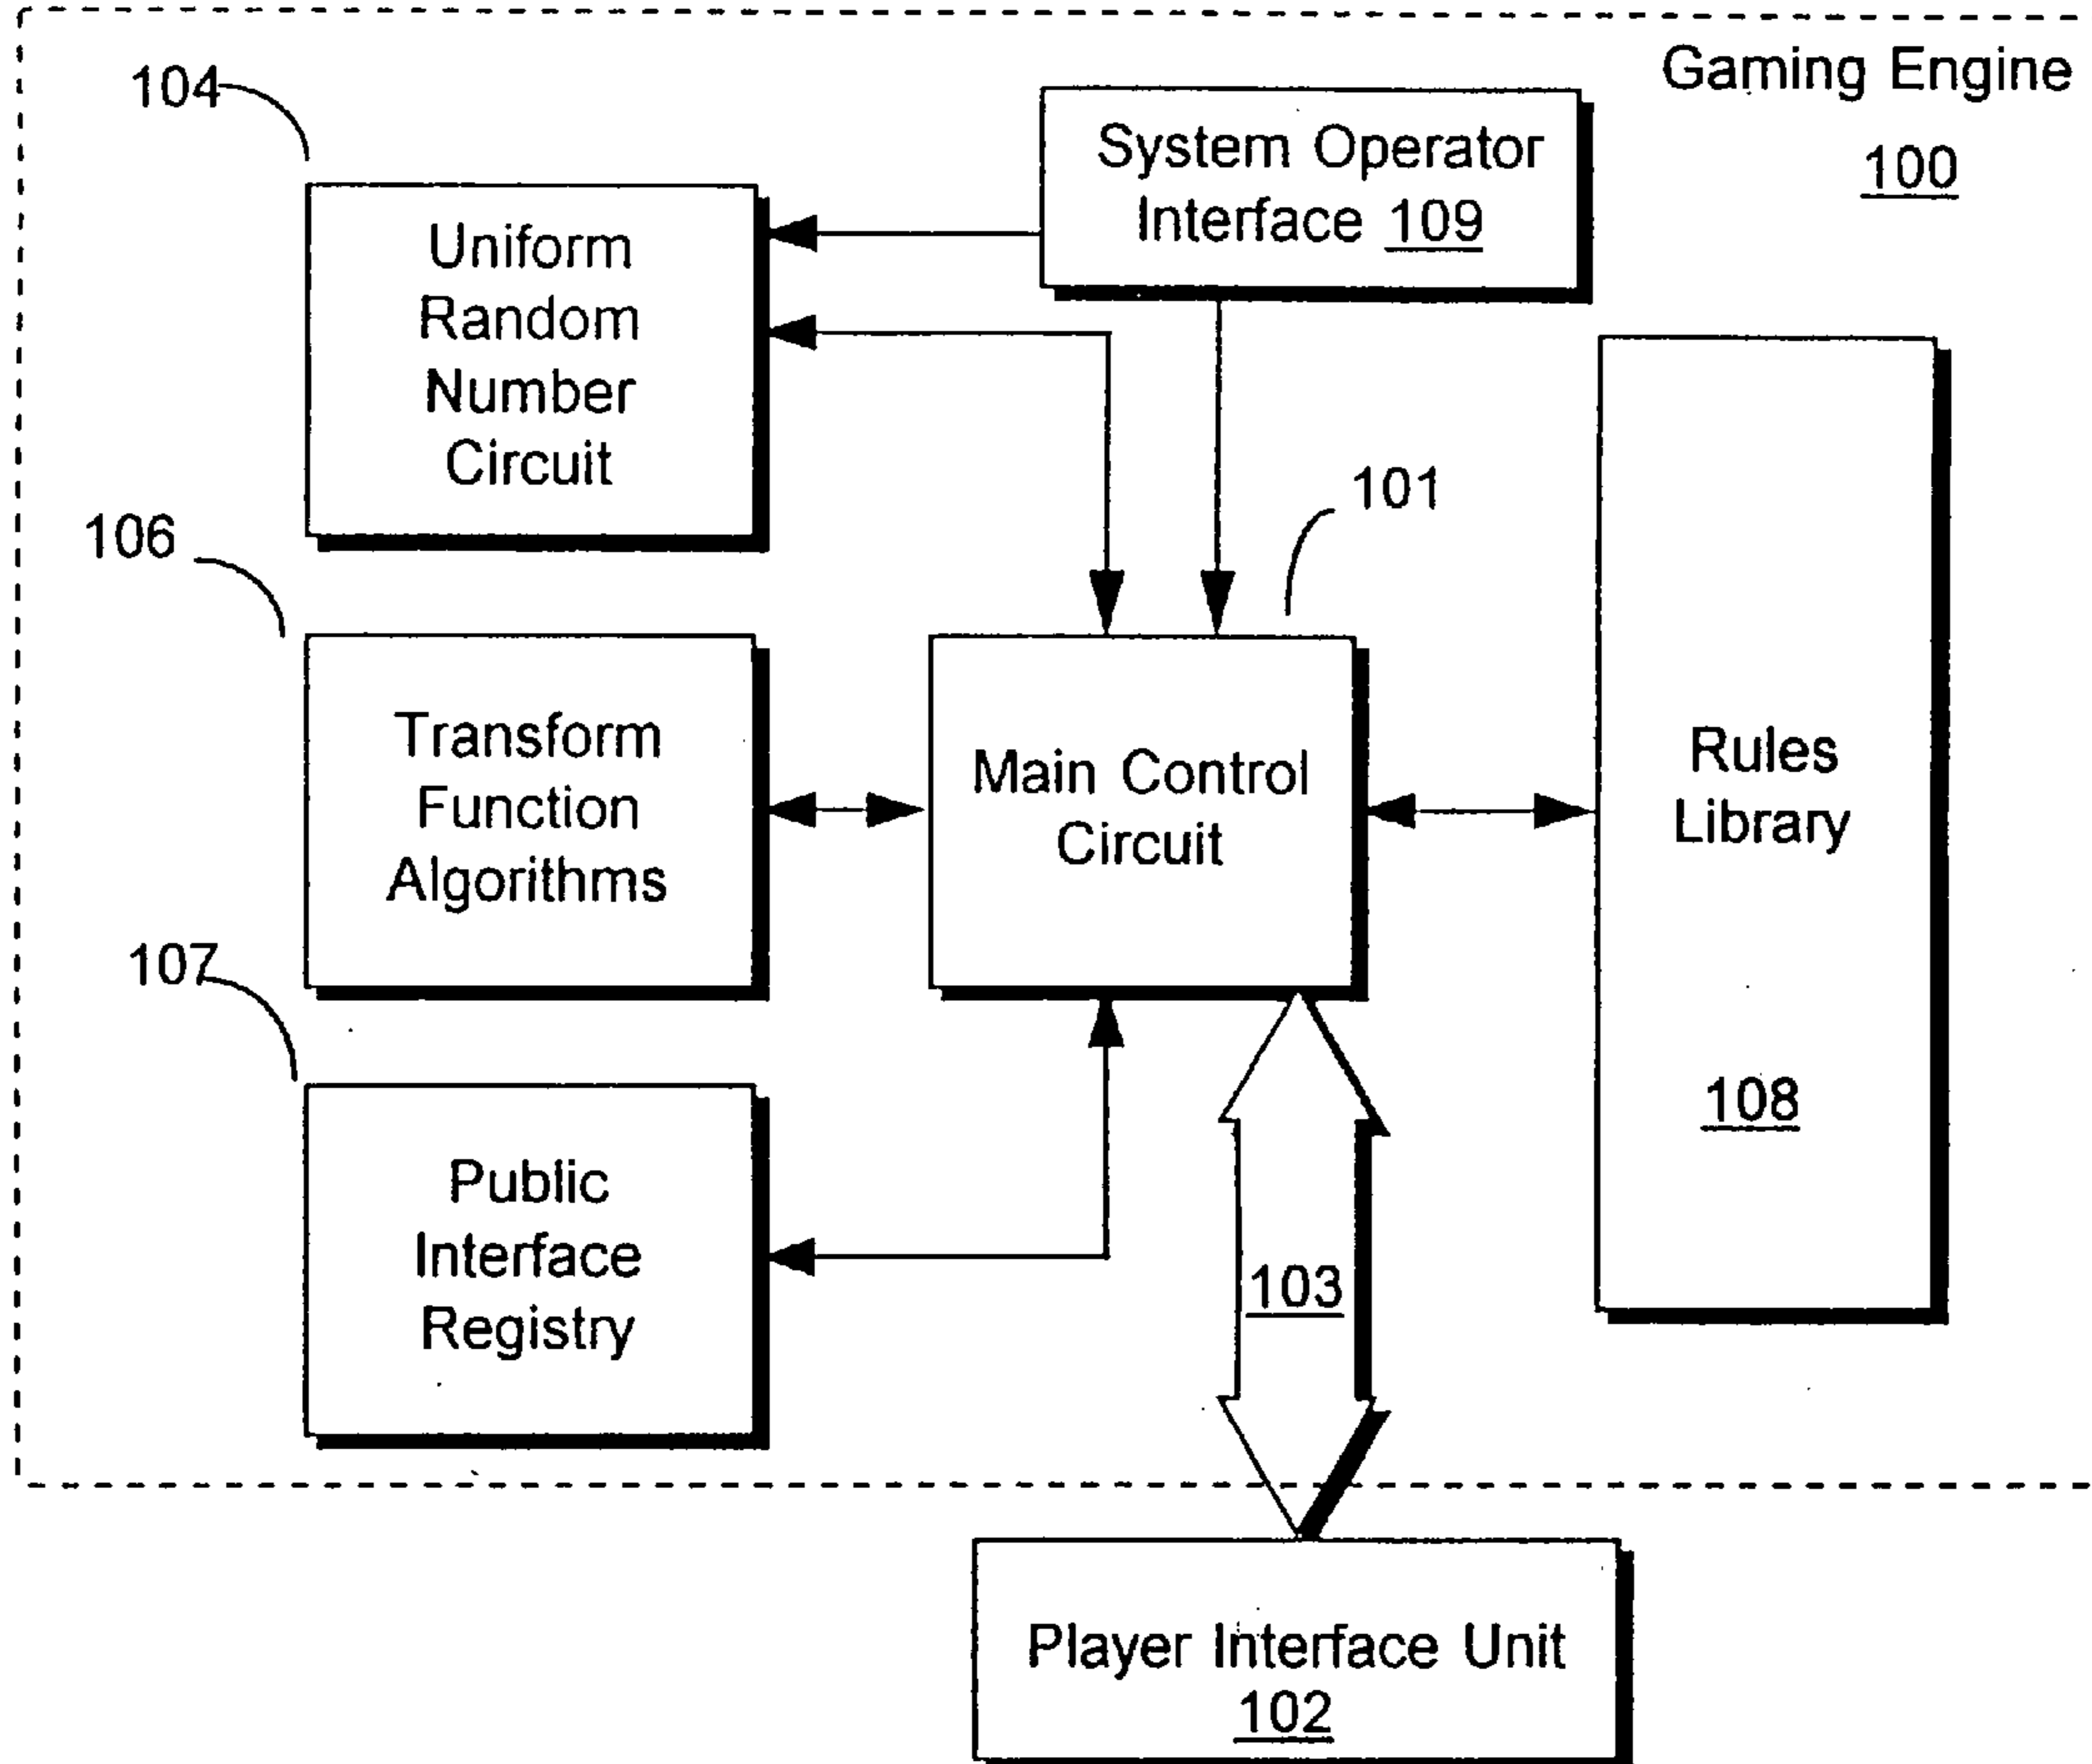 Gaming Engine
100
104
System Operator
Interface 109
Uniform
Random
Number
Circuit
101
106
Transform
Function
Algorithms
Main Control
Circuit
Rules
Library
108
107
Public
Interface
Registry
103
Player Interface Unit
102